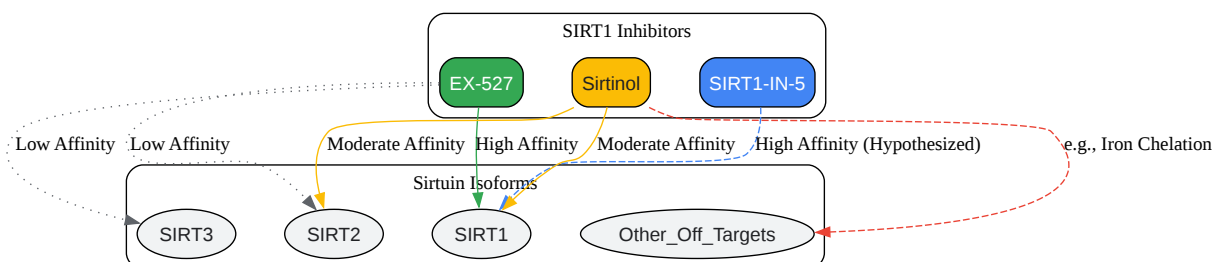 SIRT1 Inhibitors
EX-527
Sirtinol
SIRT1-IN-5
Low Affinity
Low Affinity
Moderate Affinity
High Affinity
Moderate Affinity
High Affinity (Hypothesized)
e.g., Iron Chelation
Sirtuin Isoforms
SIRT3
SIRT2
SIRT1
Other_Off_Targets